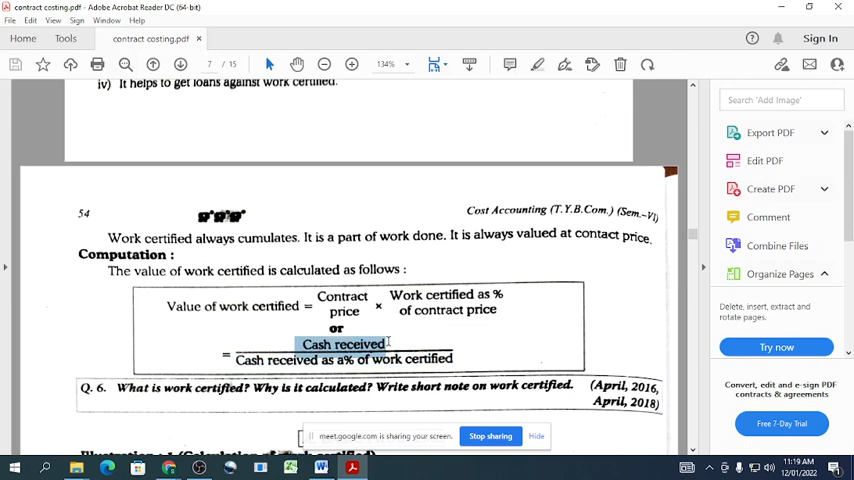 contract costing.pdf - Adobe Acrobat Reader DC (64-bit)
File Edit View Sign Window Help
Home Tools contract costing.pdf × Sign In
7 / 15 134%
iv) It helps to get loans against work certified.
54 Cost Accounting (T.Y.B.Com.) (Sem.-VI)
Work certified always cumulates. It is a part of work done. It is always valued at contact price.
Computation :
The value of work certified is calculated as follows :
Value of work certified = Contract price × Work certified as % of contract price
or
= Cash received
Cash received as a% of work certified
Q. 6. What is work certified? Why is it calculated? Write short note on work certified. (April, 2016,
April, 2018)
meet.google.com is sharing your screen. Stop sharing Hide
Search 'Add Image'
Export PDF
Edit PDF
Create PDF
Comment
Combine Files
Organize Pages
Delete, insert, extract and
rotate pages.
Try now
Convert, edit and e-sign PDF
contracts & agreements
Free 7-Day Trial
11:19 AM
12/01/2022